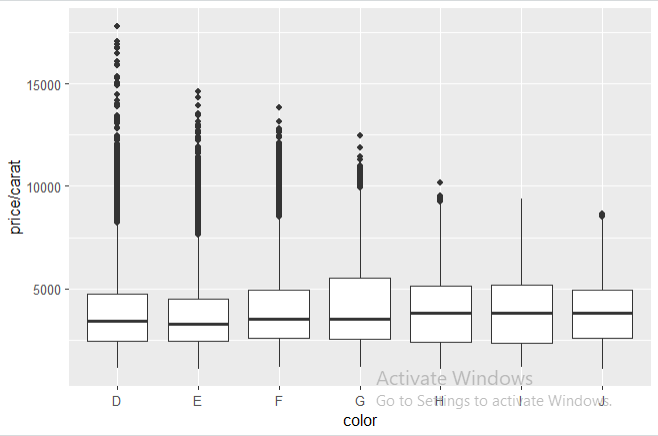 15000
10000
5000
price/carat
D E F G H I J
color
Activate Windows
Go to Settings to activate Windows.